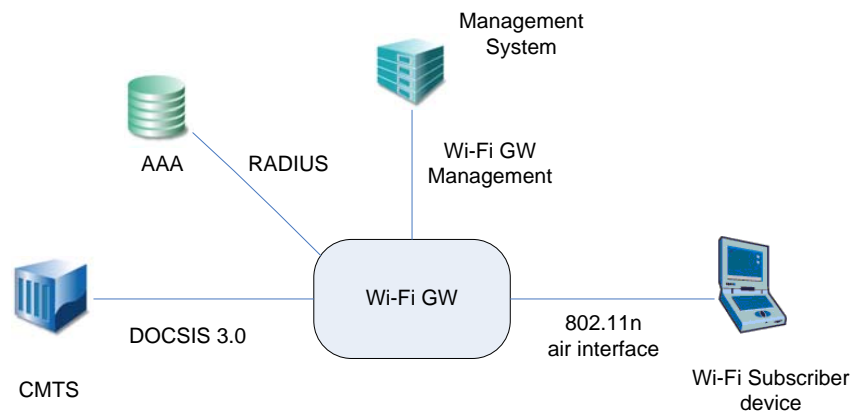 Management
System
AAA
RADIUS
Wi-Fi GW
Management
Wi-Fi GW
DOCSIS 3.0
802.11n
air interface
CMTS
Wi-Fi Subscriber
device